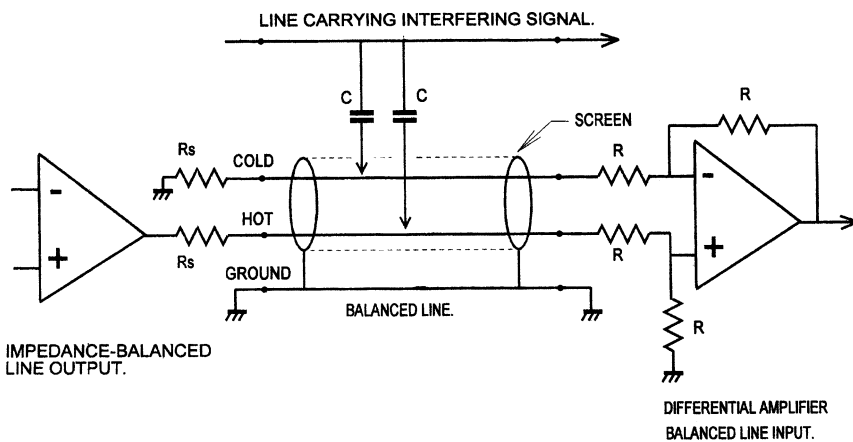 LINE CARRYING INTERFERING SIGNAL.
C
C
R
SCREEN
Rs
COLD
R
-
-
HOT
+
+
Rs
R
GROUND
BALANCED LINE.
R
IMPEDANCE-BALANCED
LINE OUTPUT.
DIFFERENTIAL AMPLIFIER
BALANCED LINE INPUT.